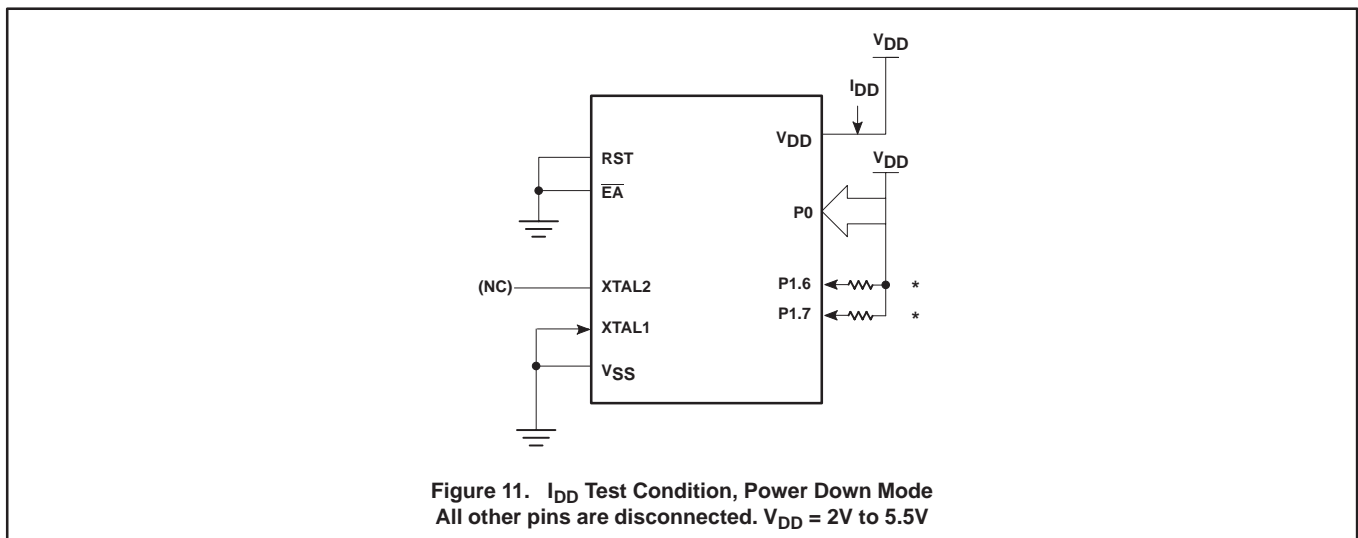 VDD
IDD
VDD
VDD
RST
EA
P0
(NC)
XTAL2
P1.6
*
P1.7
*
XTAL1
VSS
Figure 11. IDD Test Condition, Power Down Mode
All other pins are disconnected. VDD = 2V to 5.5V